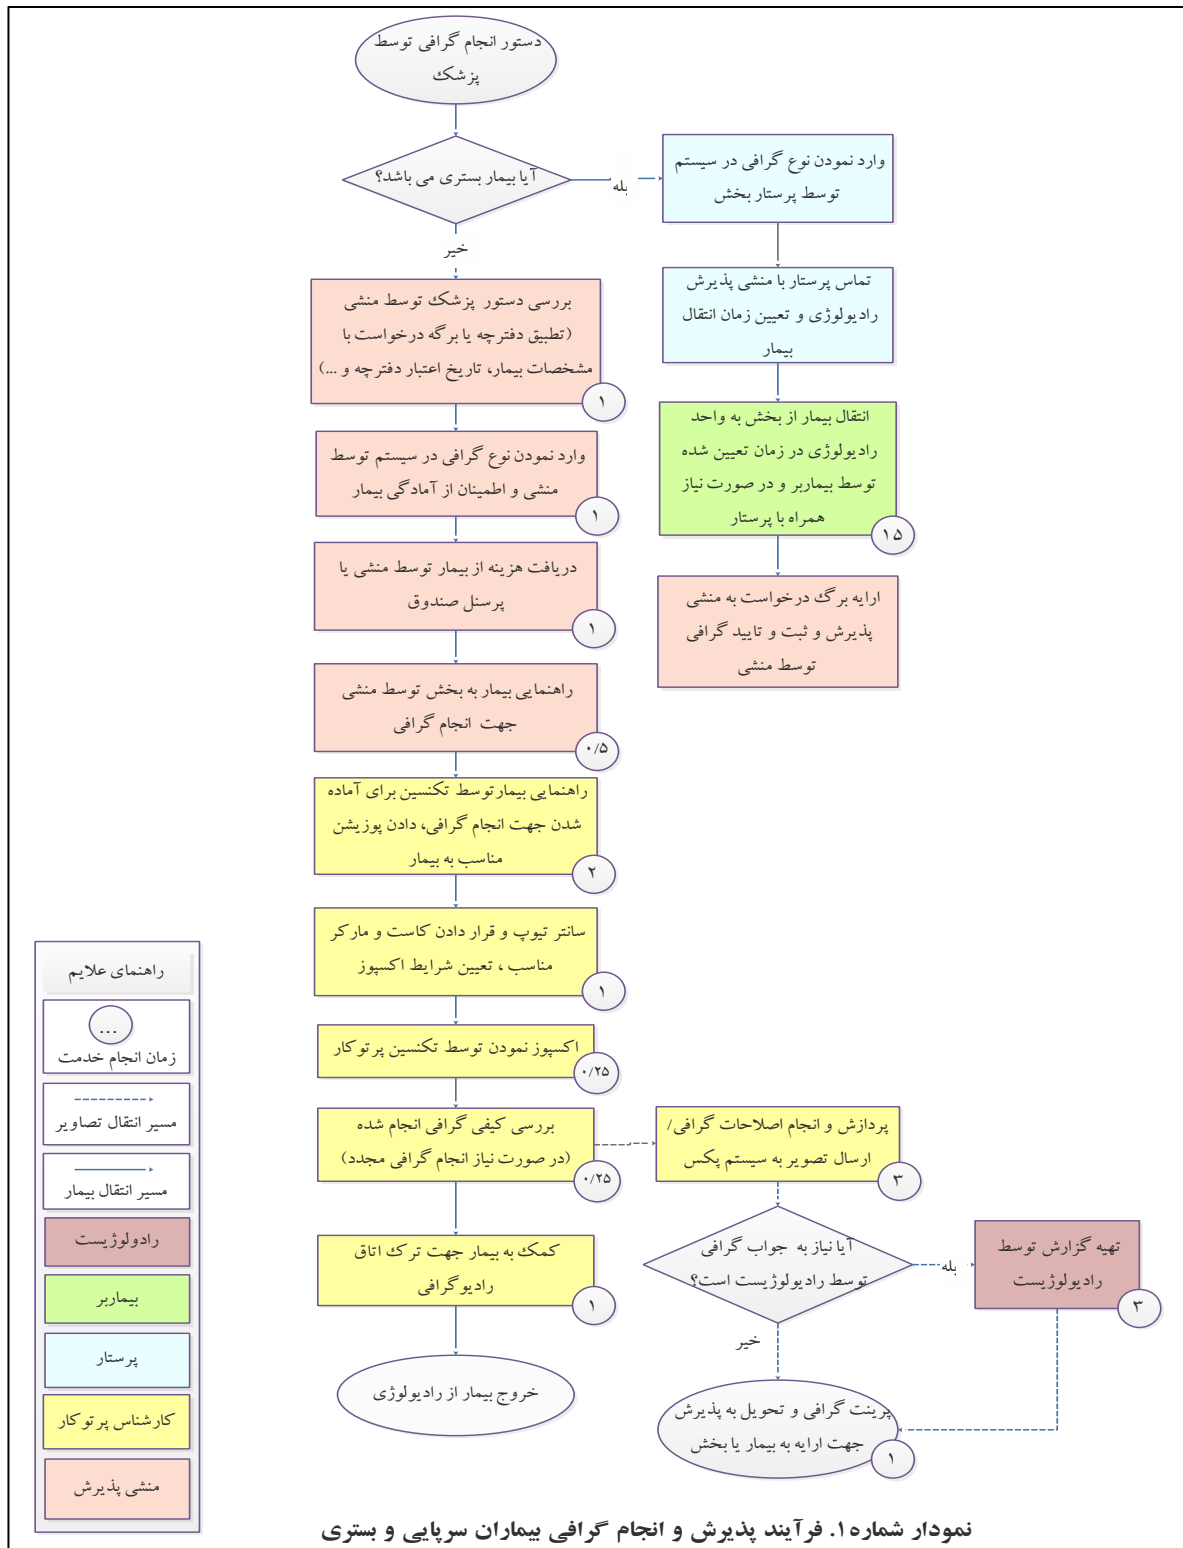 دستور انجام گرافی توسط
پزشک
آیا بیمار بستری می باشد؟
بله
خیر
وارد نمودن نوع گرافی در سیستم
توسط پرستار بخش
تماس پرستار با منشی پذیرش
رادیولوژی و تعیین زمان انتقال
بیمار
انتقال بیمار از بخش به واحد
رادیولوژی در زمان تعیین شده
توسط بیماربر و در صورت نیاز
همراه با پرستار
۱۵
ارایه برگ درخواست به منشی
پذیرش و ثبت و تایید گرافی
توسط منشی
بررسی دستور پزشک توسط منشی
(تطبیق دفترچه یا برگه درخواست با
مشخصات بیمار، تاریخ اعتبار دفترچه و ...)
۱
وارد نمودن نوع گرافی در سیستم توسط
منشی و اطمینان از آمادگی بیمار
۱
دریافت هزینه از بیمار توسط منشی یا
پرسنل صندوق
۱
راهنمایی بیمار به بخش توسط منشی
جهت انجام گرافی
۰/۵
راهنمایی بیمارتوسط تکنسین برای آماده
شدن جهت انجام گرافی، دادن پوزیشن
مناسب به بیمار
۲
سانتر تیوپ و قرار دادن کاست و مارکر
مناسب ، تعیین شرایط اکسپوز
۱
اکسپوز نمودن توسط تکنسین پرتوکار
۰/۲۵
بررسی کیفی گرافی انجام شده
(در صورت نیاز انجام گرافی مجدد)
۰/۲۵
پردازش و انجام اصلاحات گرافی/
ارسال تصویر به سیستم پکس
۳
کمک به بیمار جهت ترک اتاق
رادیوگرافی
۱
خروج بیمار از رادیولوژی
آیا نیاز به جواب گرافی
توسط رادیولوژیست است؟
بله
خیر
تهیه گزارش توسط
رادیولوژیست
۳
پرینت گرافی و تحویل به پذیرش
جهت ارایه به بیمار یا بخش
۱
راهنمای علایم
...
زمان انجام خدمت
مسیر انتقال تصاویر
مسیر انتقال بیمار
رادولوژیست
بیماربر
پرستار
کارشناس پرتوکار
منشی پذیرش
نمودار شماره۱. فرآیند پذیرش و انجام گرافی بیماران سرپایی و بستری